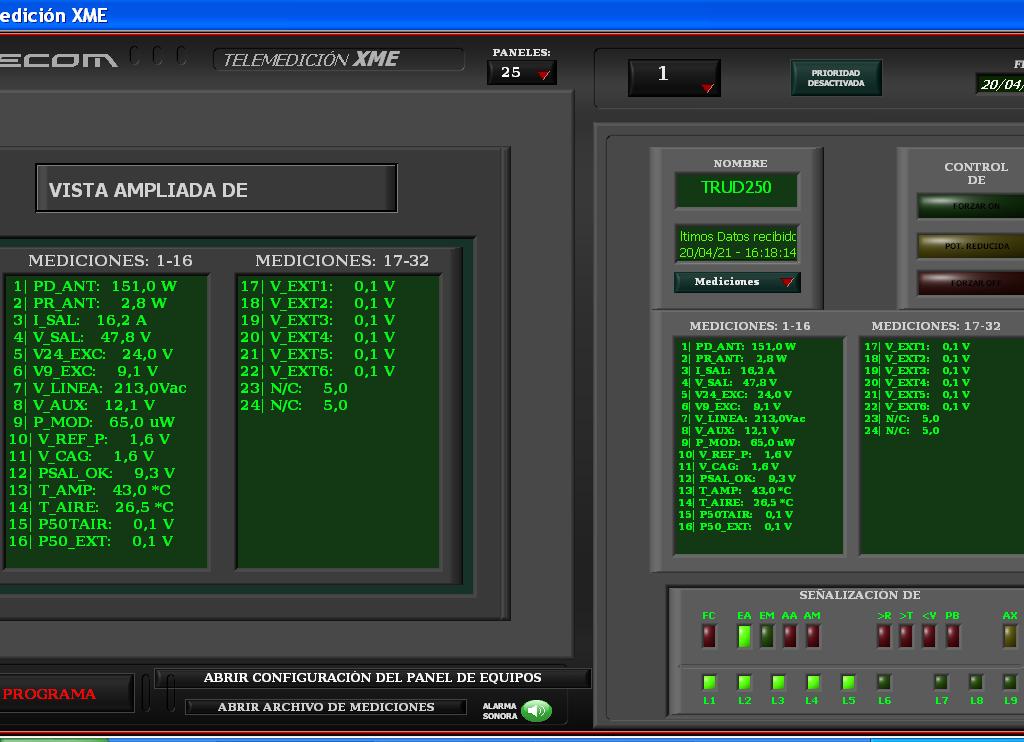 edición XME
ECOM
TELEMEDICIÓN XME
PANELES:
25
1
PRIORIDAD
DESACTIVADA
20/04/
VISTA AMPLIADA DE
MEDICIONES: 1-16
1| PD_ANT: 151,0 W
2| PR_ANT: 2,8 W
3| I_SAL: 16,2 A
4| V_SAL: 47,8 V
5| V24_EXC: 24,0 V
6| V9_EXC: 9,1 V
7| V_LINEA: 213,0Vac
8| V_AUX: 12,1 V
9| P_MOD: 65,0 uW
10| V_REF_P: 1,6 V
11| V_CAG: 1,6 V
12| PSAL_OK: 9,3 V
13| T_AMP: 43,0 *C
14| T_AIRE: 26,5 *C
15| P50TAIR: 0,1 V
16| P50_EXT: 0,1 V
MEDICIONES: 17-32
17| V_EXT1: 0,1 V
18| V_EXT2: 0,1 V
19| V_EXT3: 0,1 V
20| V_EXT4: 0,1 V
21| V_EXT5: 0,1 V
22| V_EXT6: 0,1 V
23| N/C: 5,0
24| N/C: 5,0
NOMBRE
TRUD250
ltimos Datos recibido
20/04/21 - 16:18:14
Mediciones
CONTROL
DE
FORZAR ON
POT. REDUCIDA
FORZAR OFF
MEDICIONES: 1-16
1| PD_ANT: 151,0 W
2| PR_ANT: 2,8 W
3| I_SAL: 16,2 A
4| V_SAL: 47,8 V
5| V24_EXC: 24,0 V
6| V9_EXC: 9,1 V
7| V_LINEA: 213,0Vac
8| V_AUX: 12,1 V
9| P_MOD: 65,0 uW
10| V_REF_P: 1,6 V
11| V_CAG: 1,6 V
12| PSAL_OK: 9,3 V
13| T_AMP: 43,0 *C
14| T_AIRE: 26,5 *C
15| P50TAIR: 0,1 V
16| P50_EXT: 0,1 V
MEDICIONES: 17-32
17| V_EXT1: 0,1 V
18| V_EXT2: 0,1 V
19| V_EXT3: 0,1 V
20| V_EXT4: 0,1 V
21| V_EXT5: 0,1 V
22| V_EXT6: 0,1 V
23| N/C: 5,0
24| N/C: 5,0
SEÑALIZACION DE
FC EA EM AA AM >R >T <V PB AX
L1 L2 L3 L4 L5 L6 L7 L8 L9
PROGRAMA
ABRIR CONFIGURACIÓN DEL PANEL DE EQUIPOS
ABRIR ARCHIVO DE MEDICIONES
ALARMA
SONORA